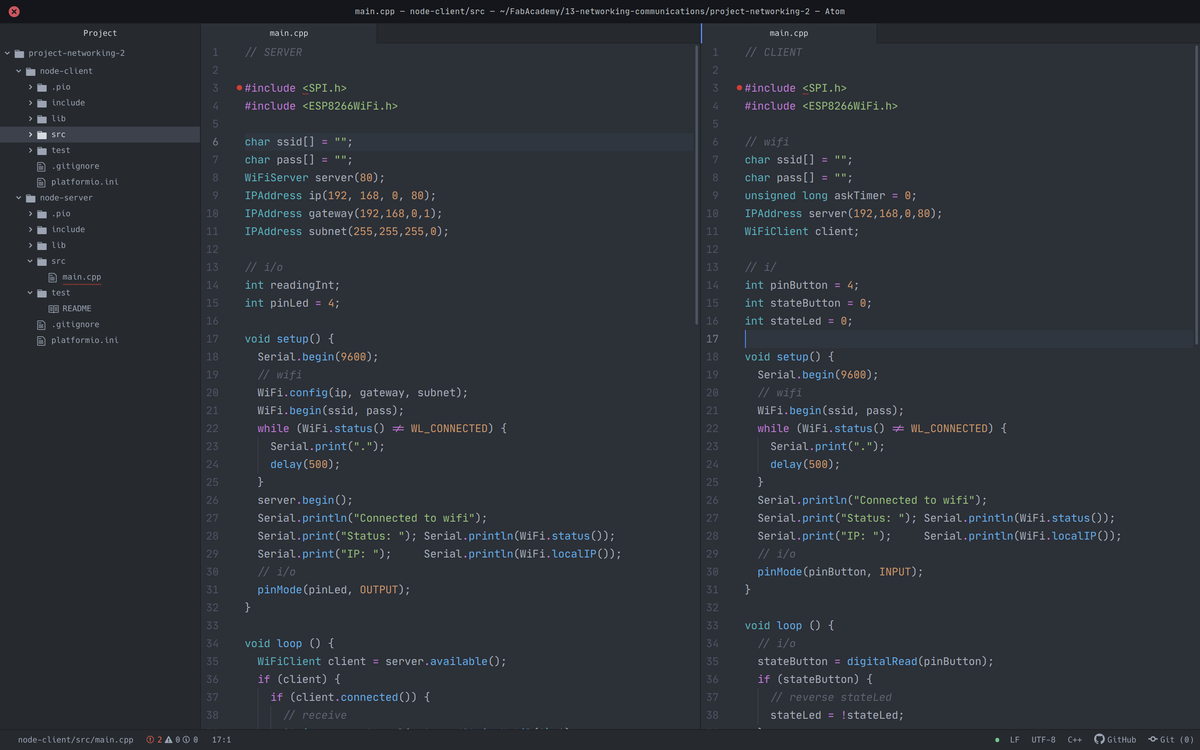 main.cpp — node-client/src — ~/FabAcademy/13-networking-communications/project-networking-2 — Atom
Project
project-networking-2
node-client
.pio
include
lib
src
test
.gitignore
platformio.ini
node-server
.pio
include
lib
src
main.cpp
test
README
.gitignore
platformio.ini
main.cpp
1 // SERVER
2
3 #include <SPI.h>
4 #include <ESP8266WiFi.h>
5
6 char ssid[] = "";
7 char pass[] = "";
8 WiFiServer server(80);
9 IPAddress ip(192, 168, 0, 80);
10 IPAddress gateway(192,168,0,1);
11 IPAddress subnet(255,255,255,0);
12
13 // i/o
14 int readingInt;
15 int pinLed = 4;
16
17 void setup() {
18 Serial.begin(9600);
19 // wifi
20 WiFi.config(ip, gateway, subnet);
21 WiFi.begin(ssid, pass);
22 while (WiFi.status() ≠ WL_CONNECTED) {
23 Serial.print(".");
24 delay(500);
25 }
26 server.begin();
27 Serial.println("Connected to wifi");
28 Serial.print("Status: "); Serial.println(WiFi.status());
29 Serial.print("IP: "); Serial.println(WiFi.localIP());
30 // i/o
31 pinMode(pinLed, OUTPUT);
32 }
33
34 void loop () {
35 WiFiClient client = server.available();
36 if (client) {
37 if (client.connected()) {
38 // receive
main.cpp
1 // CLIENT
2
3 #include <SPI.h>
4 #include <ESP8266WiFi.h>
5
6 // wifi
7 char ssid[] = "";
8 char pass[] = "";
9 unsigned long askTimer = 0;
10 IPAddress server(192,168,0,80);
11 WiFiClient client;
12
13 // i/
14 int pinButton = 4;
15 int stateButton = 0;
16 int stateLed = 0;
17
18 void setup() {
19 Serial.begin(9600);
20 // wifi
21 WiFi.begin(ssid, pass);
22 while (WiFi.status() ≠ WL_CONNECTED) {
23 Serial.print(".");
24 delay(500);
25 }
26 Serial.println("Connected to wifi");
27 Serial.print("Status: "); Serial.println(WiFi.status());
28 Serial.print("IP: "); Serial.println(WiFi.localIP());
29 // i/o
30 pinMode(pinButton, INPUT);
31 }
32
33 void loop () {
34 // i/o
35 stateButton = digitalRead(pinButton);
36 if (stateButton) {
37 // reverse stateLed
38 stateLed = !stateLed;
node-client/src/main.cpp 2 0 0 17:1 LF UTF-8 C++ GitHub Git (0)